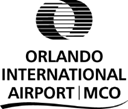 ORLANDO
INTERNATIONAL
AIRPORT | MCO